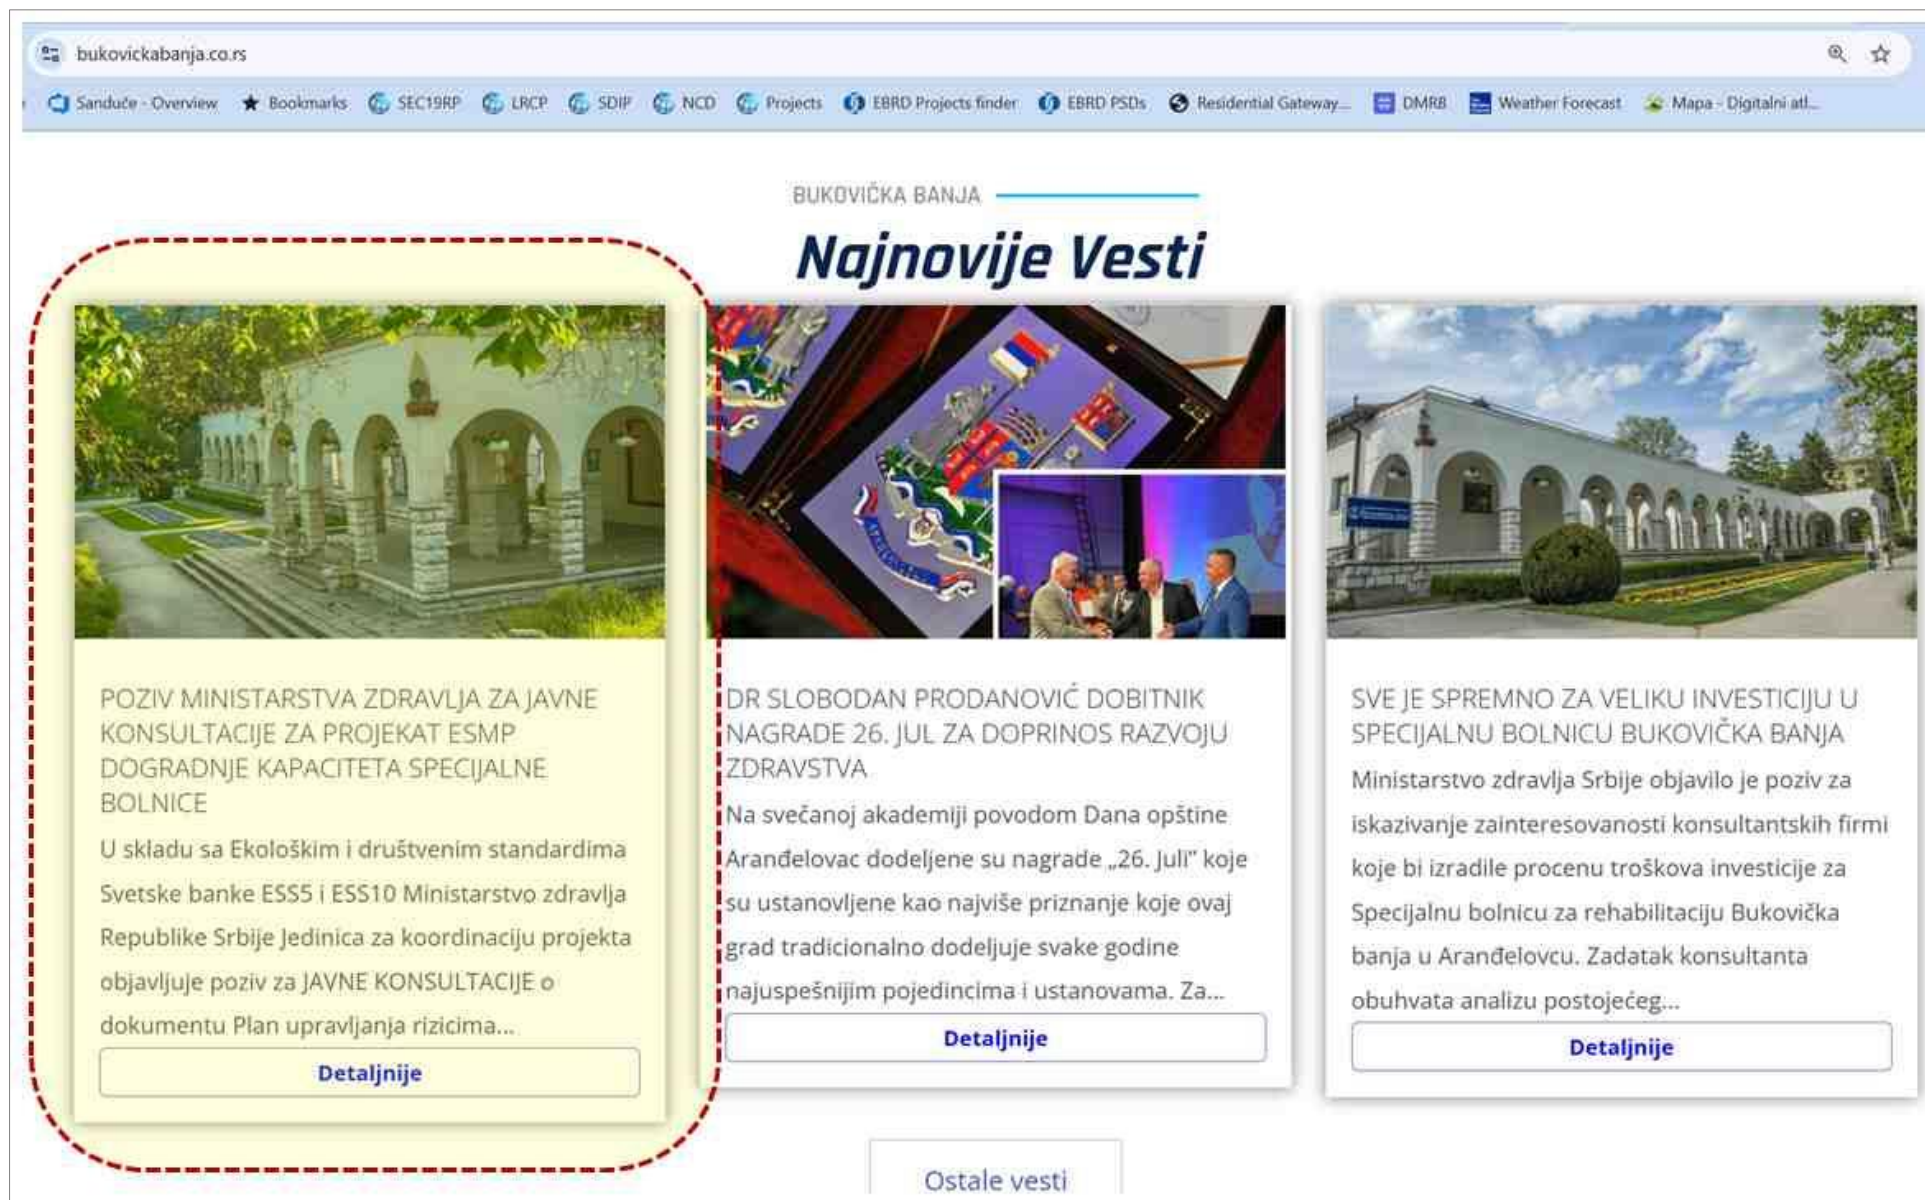 bukovickabanja.co.rs
Sanduče - Overview
Bookmarks
SEC19RP
LRCP
SDIP
NCD
Projects
EBRD Projects finder
EBRD PSDs
Residential Gateway...
DMRB
Weather Forecast
Mapa - Digitalni atl...
BUKOVIČKA BANJA
Najnovije Vesti
POZIV MINISTARSTVA ZDRAVLJA ZA JAVNE
KONSULTACIJE ZA PROJEKAT ESMP
DOGRADNJE KAPACITETA SPECIJALNE
BOLNICE
U skladu sa Ekološkim i društvenim standardima
Svetske banke ESS5 i ESS10 Ministarstvo zdravlja
Republike Srbije Jedinica za koordinaciju projekta
objavljuje poziv za JAVNE KONSULTACIJE o
dokumentu Plan upravljanja rizicima...
Detaljnije
DR SLOBODAN PRODANOVIĆ DOBITNIK
NAGRADE 26. JUL ZA DOPRINOS RAZVOJU
ZDRAVSTVA
Na svečanoj akademiji povodom Dana opštine
Aranđelovac dodeljene su nagrade „26. Juli" koje
su ustanovljene kao najviše priznanje koje ovaj
grad tradicionalno dodeljuje svake godine
najuspešnijim pojedincima i ustanovama. Za...
Detaljnije
SVE JE SPREMNO ZA VELIKU INVESTICIJU U
SPECIJALNU BOLNICU BUKOVIČKA BANJA
Ministarstvo zdravlja Srbije objavilo je poziv za
iskazivanje zainteresovanosti konsultantskih firmi
koje bi izradile procenu troškova investicije za
Specijalnu bolnicu za rehabilitaciju Bukovička
banja u Aranđelovcu. Zadatak konsultanta
obuhvata analizu postojećeg...
Detaljnije
Ostale vesti